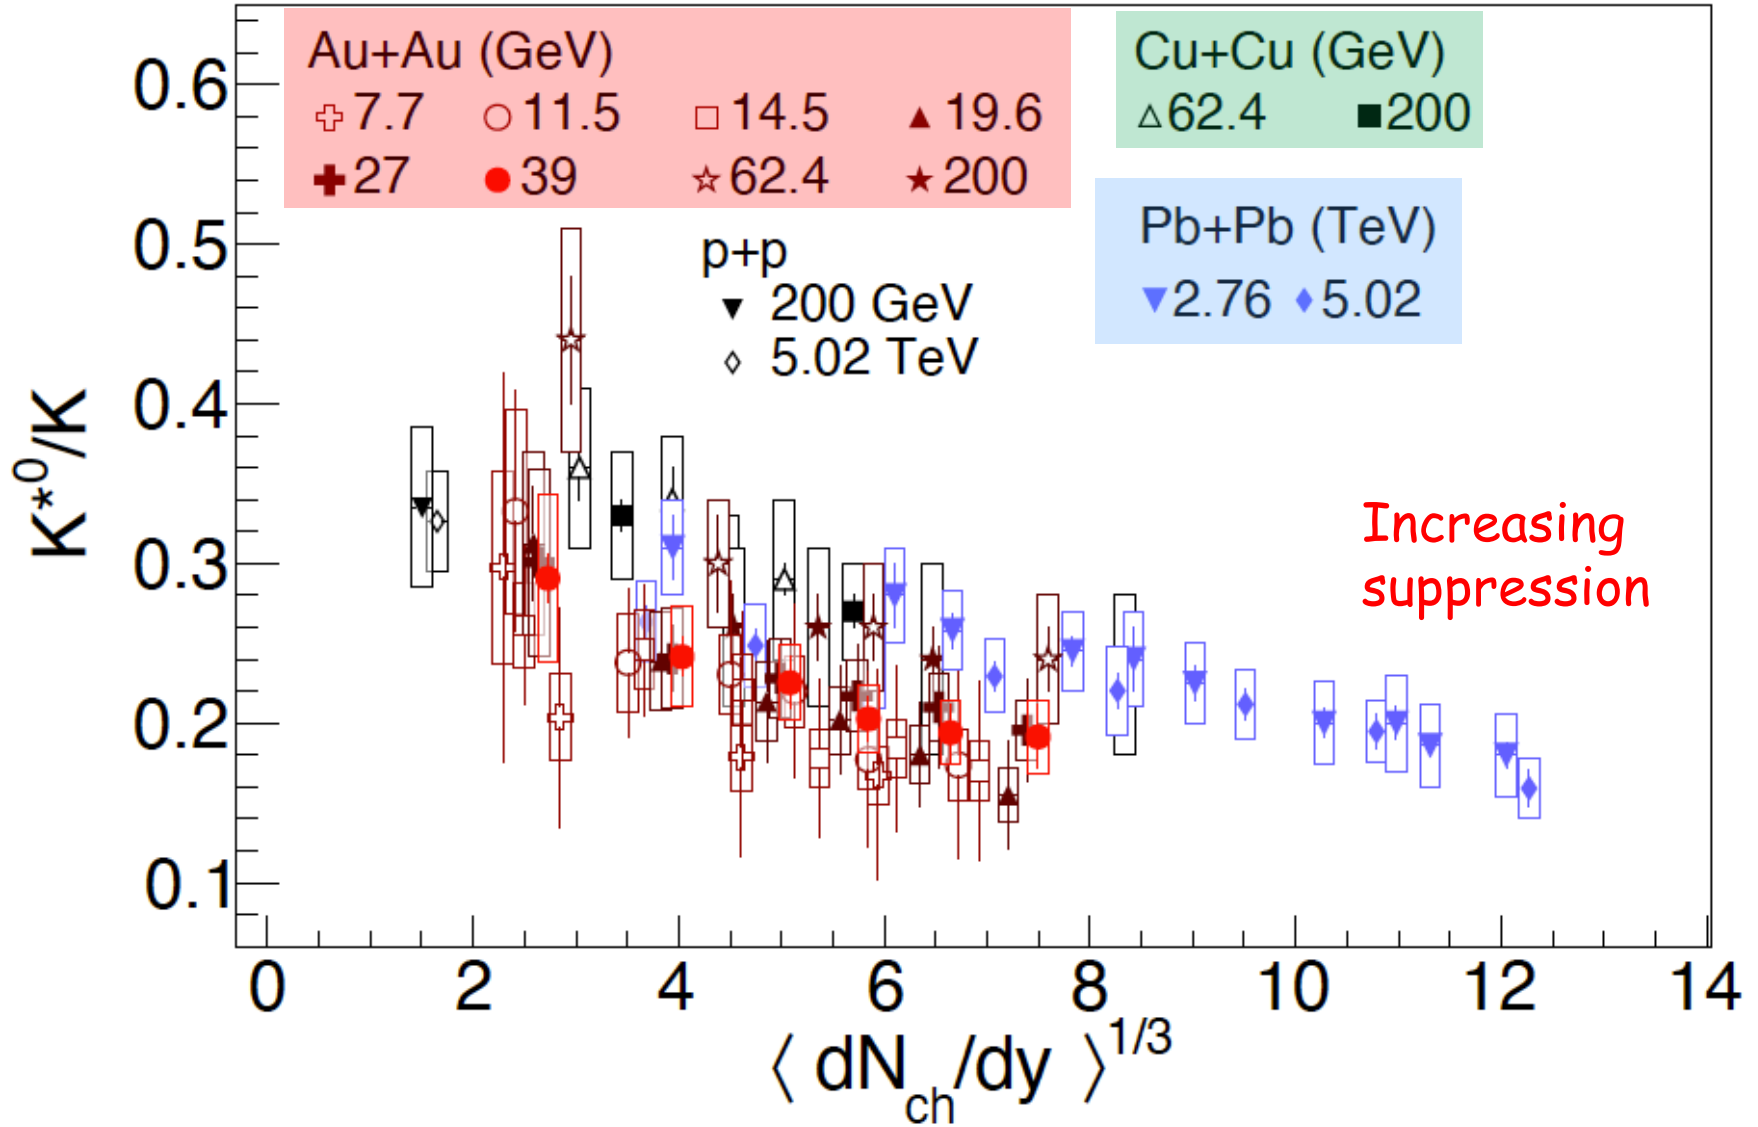 Au+Au (GeV)
7.7 11.5 14.5 19.6
27 39 62.4 200
Cu+Cu (GeV)
62.4 200
Pb+Pb (TeV)
2.76 5.02
p+p
200 GeV
5.02 TeV
Increasing
suppression
K*⁰/K
0.6
0.5
0.4
0.3
0.2
0.1
0 2 4 6 8 10 12 14
⟨ dN_ch/dy ⟩^1/3